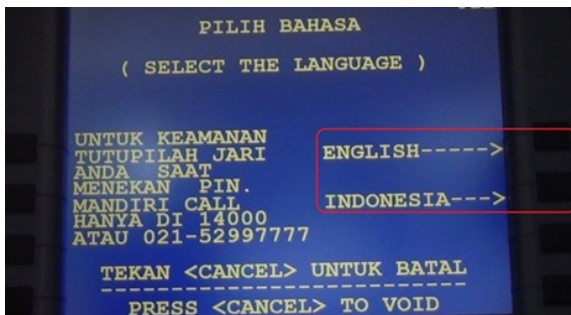 PILIH BAHASA
( SELECT THE LANGUAGE )
UNTUK KEAMANAN
TUTUPILAH JARI
ANDA SAAT
MENEKAN PIN.
MANDIRI CALL
HANYA DI 14000
ATAU 021-52997777
ENGLISH----->
INDONESIA--->
TEKAN <CANCEL> UNTUK BATAL
---------------------------
PRESS <CANCEL> TO VOID